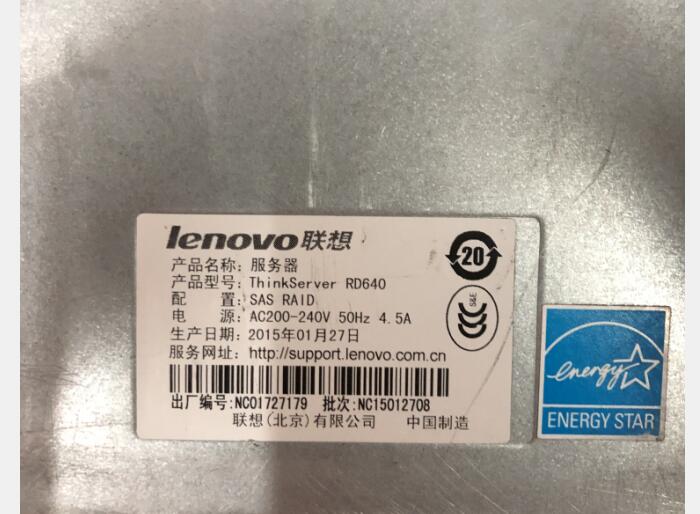 lenovo联想
产品名称: 服务器
产品型号: ThinkServer RD640
配 置: SAS RAID
电 源: AC200-240V 50Hz 4.5A
生产日期: 2015年01月27日
服务网址: http://support.lenovo.com.cn
出厂编号:NC01727179 批次:NC15012708
联想(北京)有限公司 中国制造
20
S&E
energy
ENERGY STAR